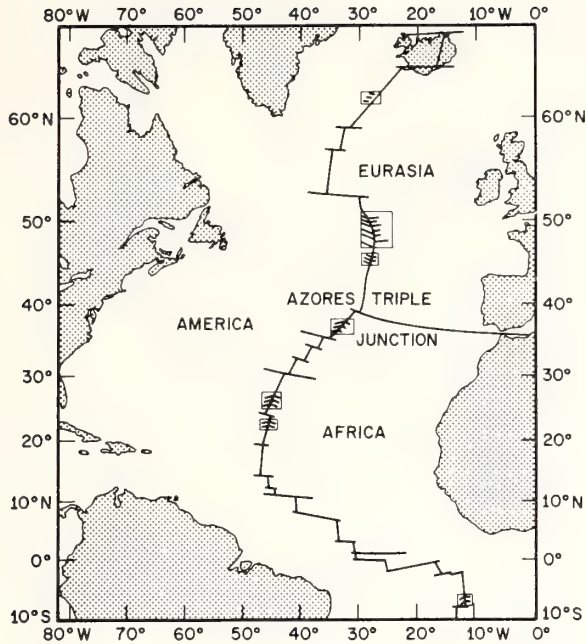 80°W 70° 60° 50° 40° 30° 20° 10°W 0°
60°N 60°N
EURASIA
50° 50°
40° 40°
AZORES TRIPLE
JUNCTION
AMERICA
30° 30°
AFRICA
20° 20°
10°N 10°N
0° 0°
10°S 10°S
80°W 70° 60° 50° 40° 30° 20° 10°W 0°